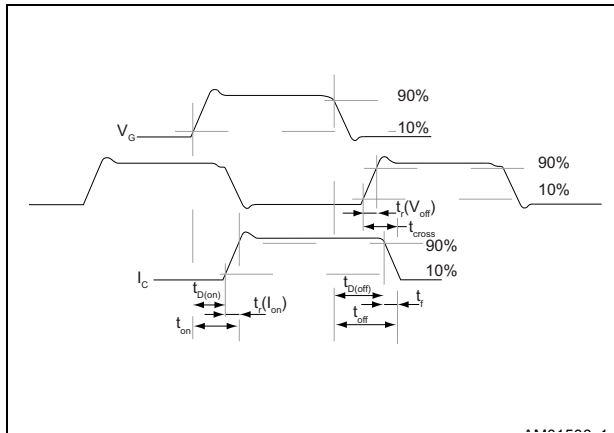 90%
V_G
10%
90%
10%
t_r(V_off)
t_cross
90%
I_C
10%
t_D(on)
t_D(off)
t_f
t_r(I_on)
t_on
t_off